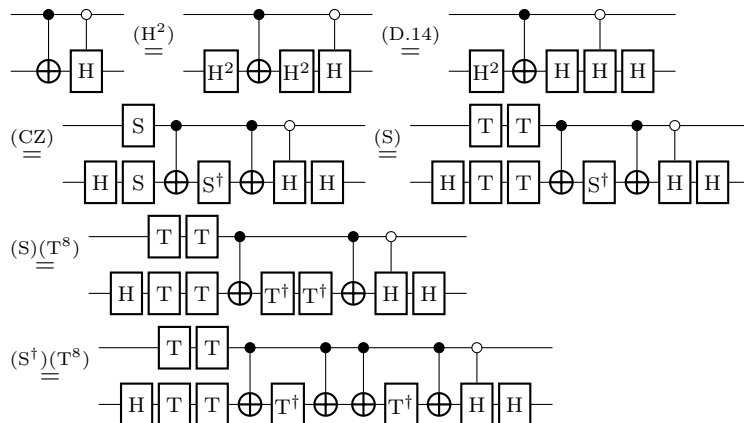 (H²) (D.14)
= =
H H² H² H H² H H H
S T T
(CZ) (S)
= =
H S S† H H H T T S† H H
T T
(S)(T⁸)
=
H T T T† T† H H
T T
(S†)(T⁸)
=
H T T T† T† H H